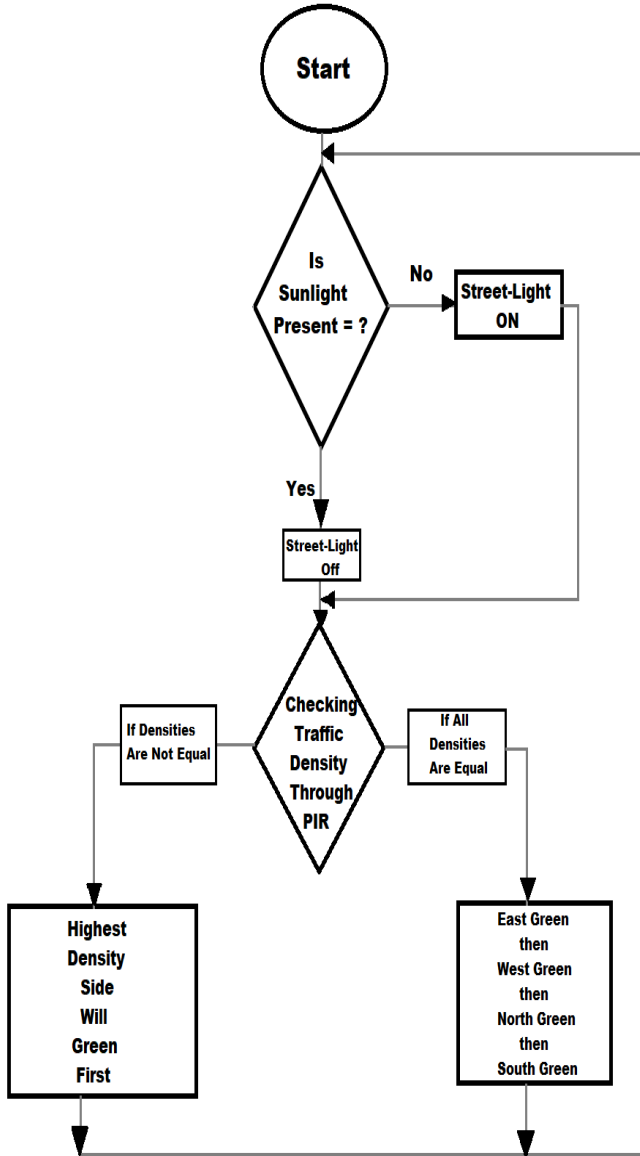 Start
Is
Sunlight
Present = ?
No
Street-Light
ON
Yes
Street-Light
Off
Checking
Traffic
Density
Through
PIR
If Densities
Are Not Equal
If All
Densities
Are Equal
Highest
Density
Side
Will
Green
First
East Green
then
West Green
then
North Green
then
South Green